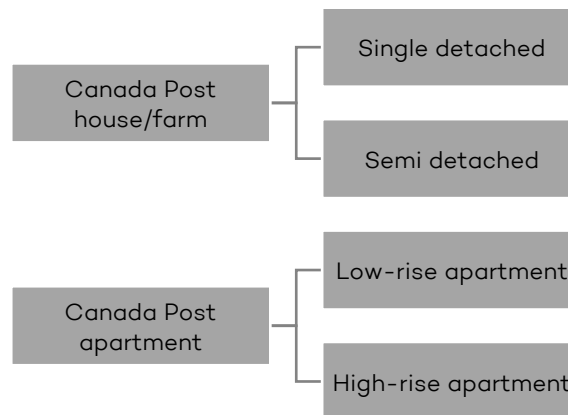 Single detached
Canada Post
house/farm
Semi detached
Low-rise apartment
Canada Post
apartment
High-rise apartment